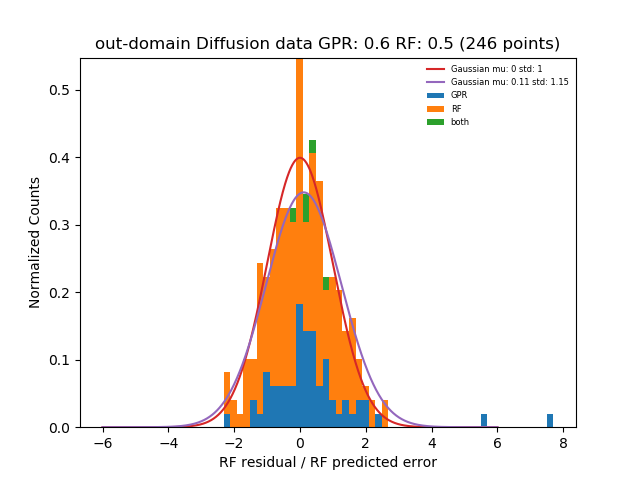 out-domain Diffusion data GPR: 0.6 RF: 0.5 (246 points)
Gaussian mu: 0 std: 1
Gaussian mu: 0.11 std: 1.15
GPR
RF
both
Normalized Counts
0.5
0.4
0.3
0.2
0.1
0.0
−6 −4 −2 0 2 4 6 8
RF residual / RF predicted error